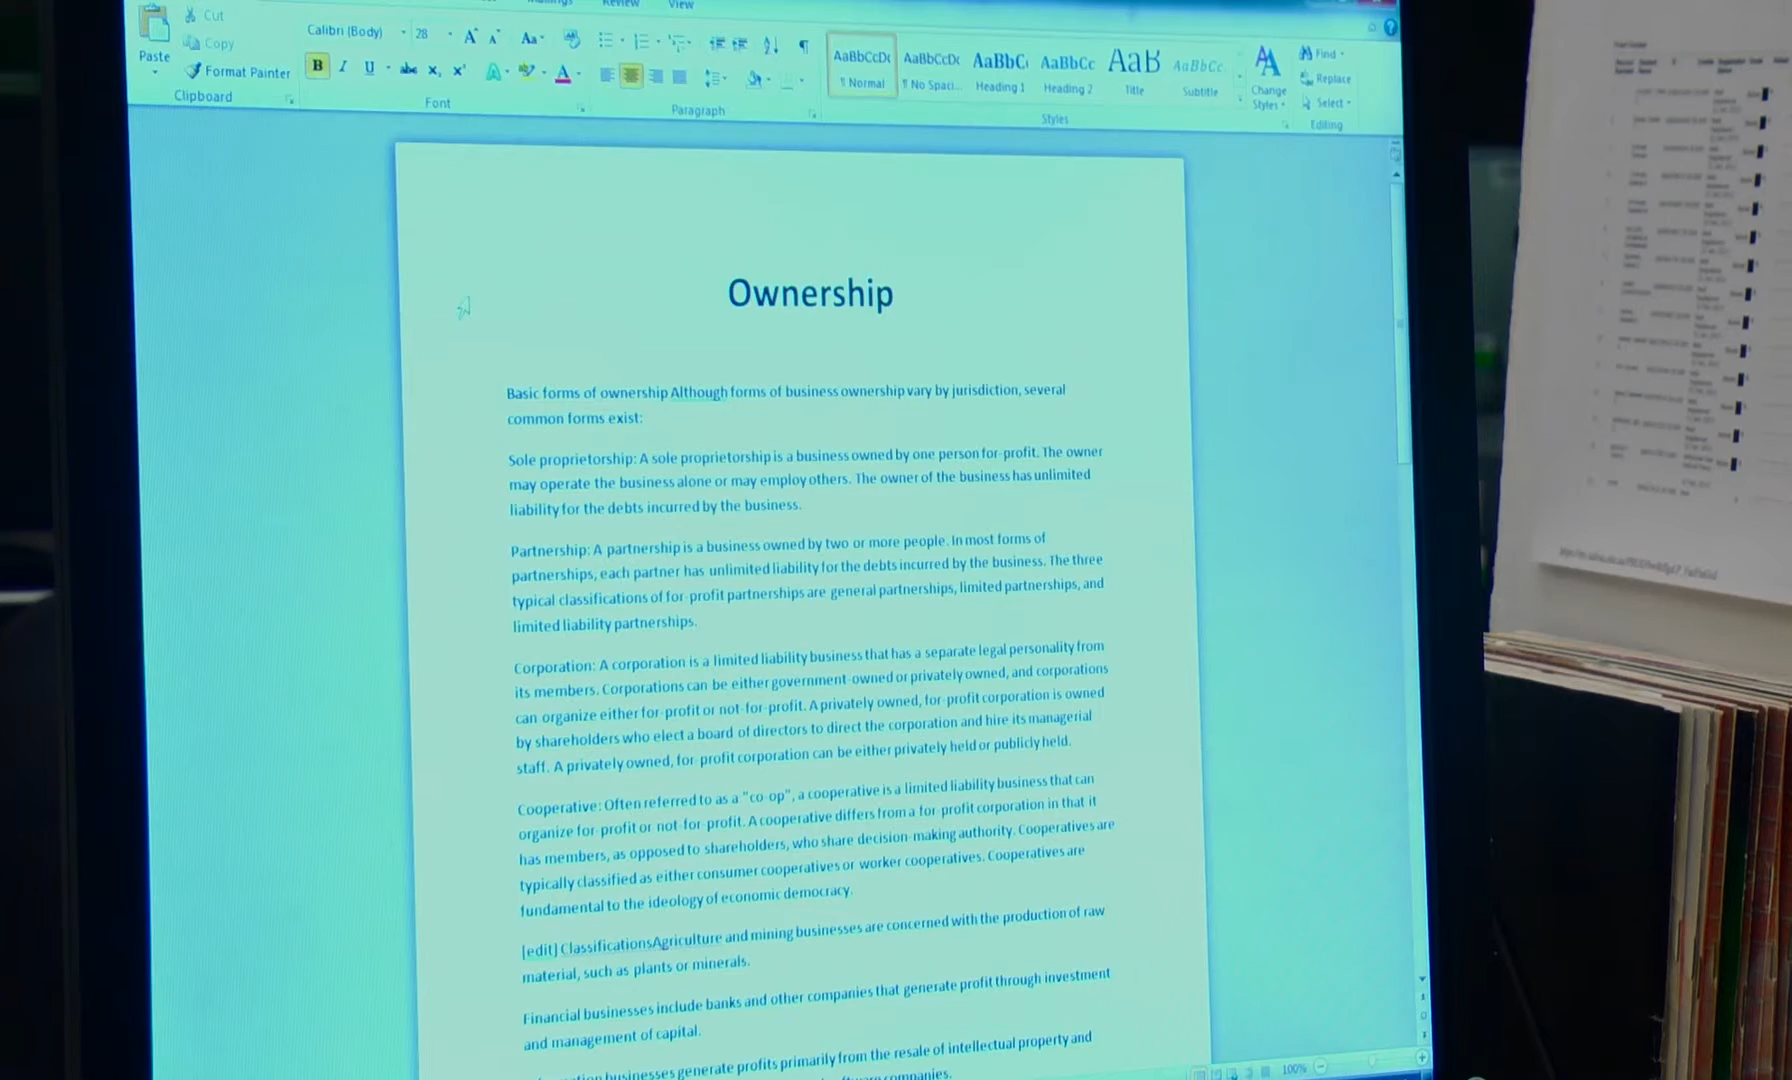 Review View
Cut
Copy
Paste
Format Painter
Clipboard
Calibri (Body) 28
Font
Paragraph
AaBbCcDc AaBbCcDc AaBbC AaBbCc AaB AaBbCc
Normal No Spaci... Heading 1 Heading 2 Title Subtitle
Change Styles
Styles
Find
Replace
Select
Editing
Ownership
Basic forms of ownership Although forms of business ownership vary by jurisdiction, several
common forms exist:
Sole proprietorship: A sole proprietorship is a business owned by one person for-profit. The owner
may operate the business alone or may employ others. The owner of the business has unlimited
liability for the debts incurred by the business.
Partnership: A partnership is a business owned by two or more people. In most forms of
partnerships, each partner has unlimited liability for the debts incurred by the business. The three
typical classifications of for-profit partnerships are general partnerships, limited partnerships, and
limited liability partnerships.
Corporation: A corporation is a limited liability business that has a separate legal personality from
its members. Corporations can be either government-owned or privately owned, and corporations
can organize either for-profit or not-for-profit. A privately owned, for-profit corporation is owned
by shareholders who elect a board of directors to direct the corporation and hire its managerial
staff. A privately owned, for-profit corporation can be either privately held or publicly held.
Cooperative: Often referred to as a "co-op", a cooperative is a limited liability business that can
organize for-profit or not-for-profit. A cooperative differs from a for-profit corporation in that it
has members, as opposed to shareholders, who share decision-making authority. Cooperatives are
typically classified as either consumer cooperatives or worker cooperatives. Cooperatives are
fundamental to the ideology of economic democracy.
[edit] ClassificationsAgriculture and mining businesses are concerned with the production of raw
material, such as plants or minerals.
Financial businesses include banks and other companies that generate profit through investment
and management of capital.
businesses generate profits primarily from the resale of intellectual property and
companies.
100%